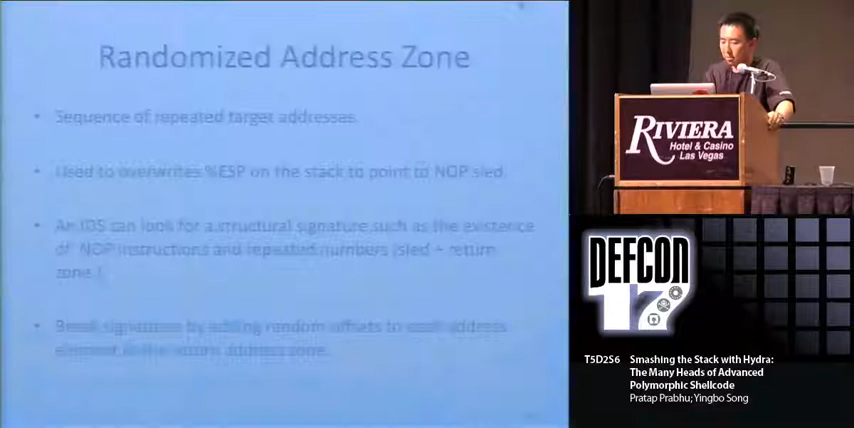 Randomized Address Zone
• Sequence of repeated target addresses.
• Used to overwrites %ESP on the stack to point to NOP sled.
• An IDS can look for a structural signature such as the existence
of NOP instructions and repeated numbers (sled + return
zone.)
• Break signatures by adding random offsets to each address
element in the return address zone.
RIVIERA
Hotel & Casino
Las Vegas
DEFCON
17
T5D2S6 Smashing the Stack with Hydra:
The Many Heads of Advanced
Polymorphic Shellcode
Pratap Prabhu; Yingbo Song